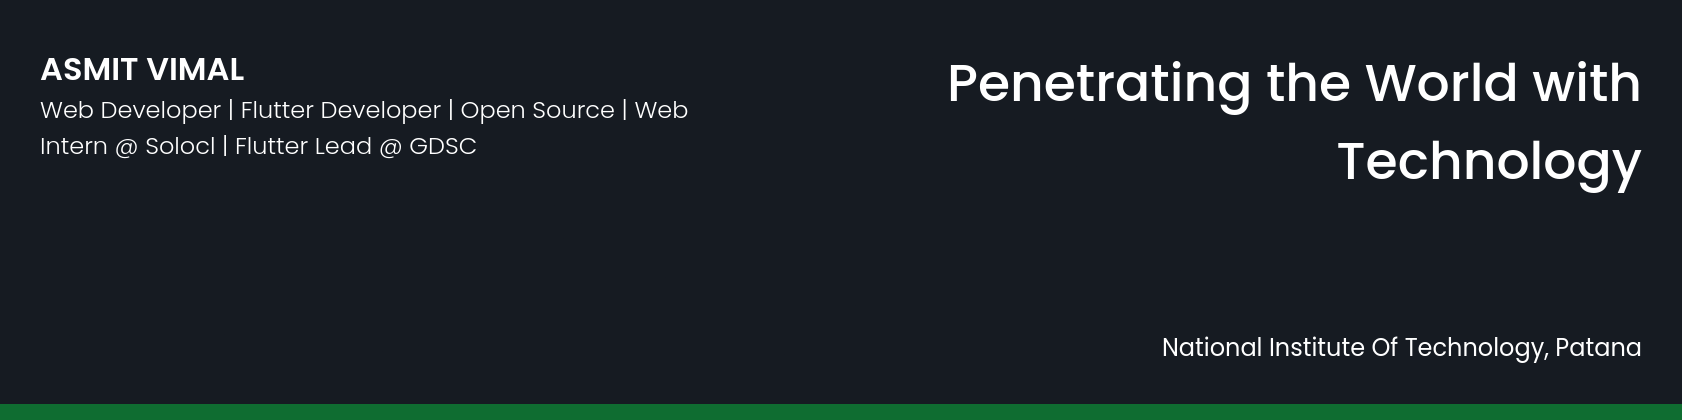 ASMIT VIMAL
Web Developer | Flutter Developer | Open Source | Web
Intern @ Solocl | Flutter Lead @ GDSC
Penetrating the World with
Technology
National Institute Of Technology, Patana